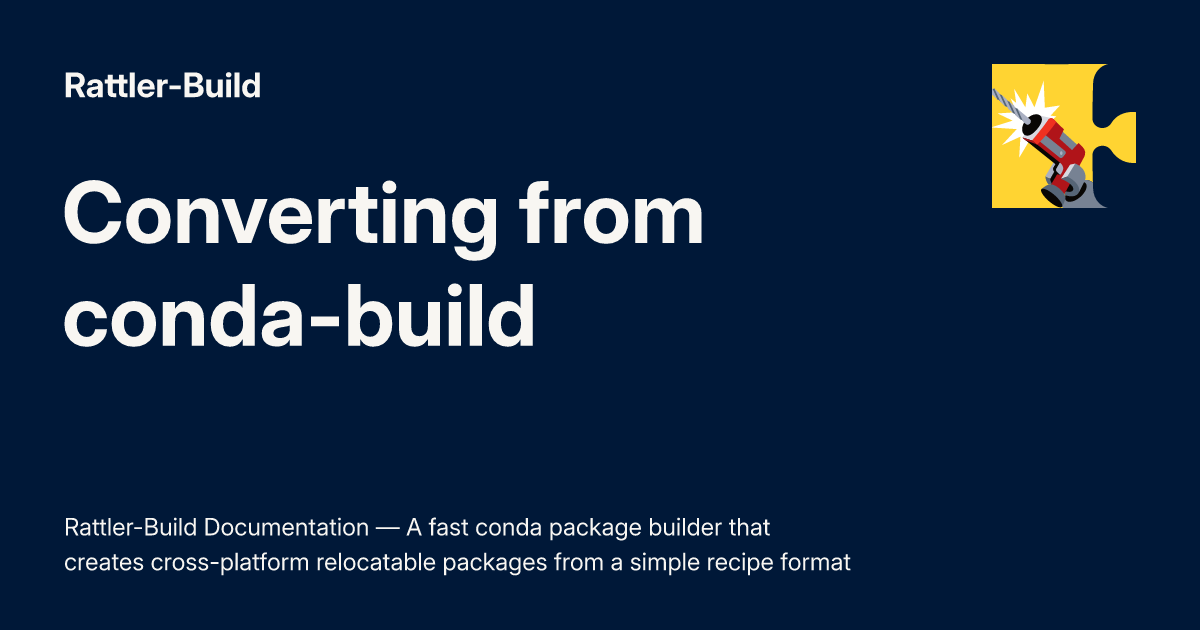 Rattler-Build
Converting from
conda-build
Rattler-Build Documentation — A fast conda package builder that
creates cross-platform relocatable packages from a simple recipe format